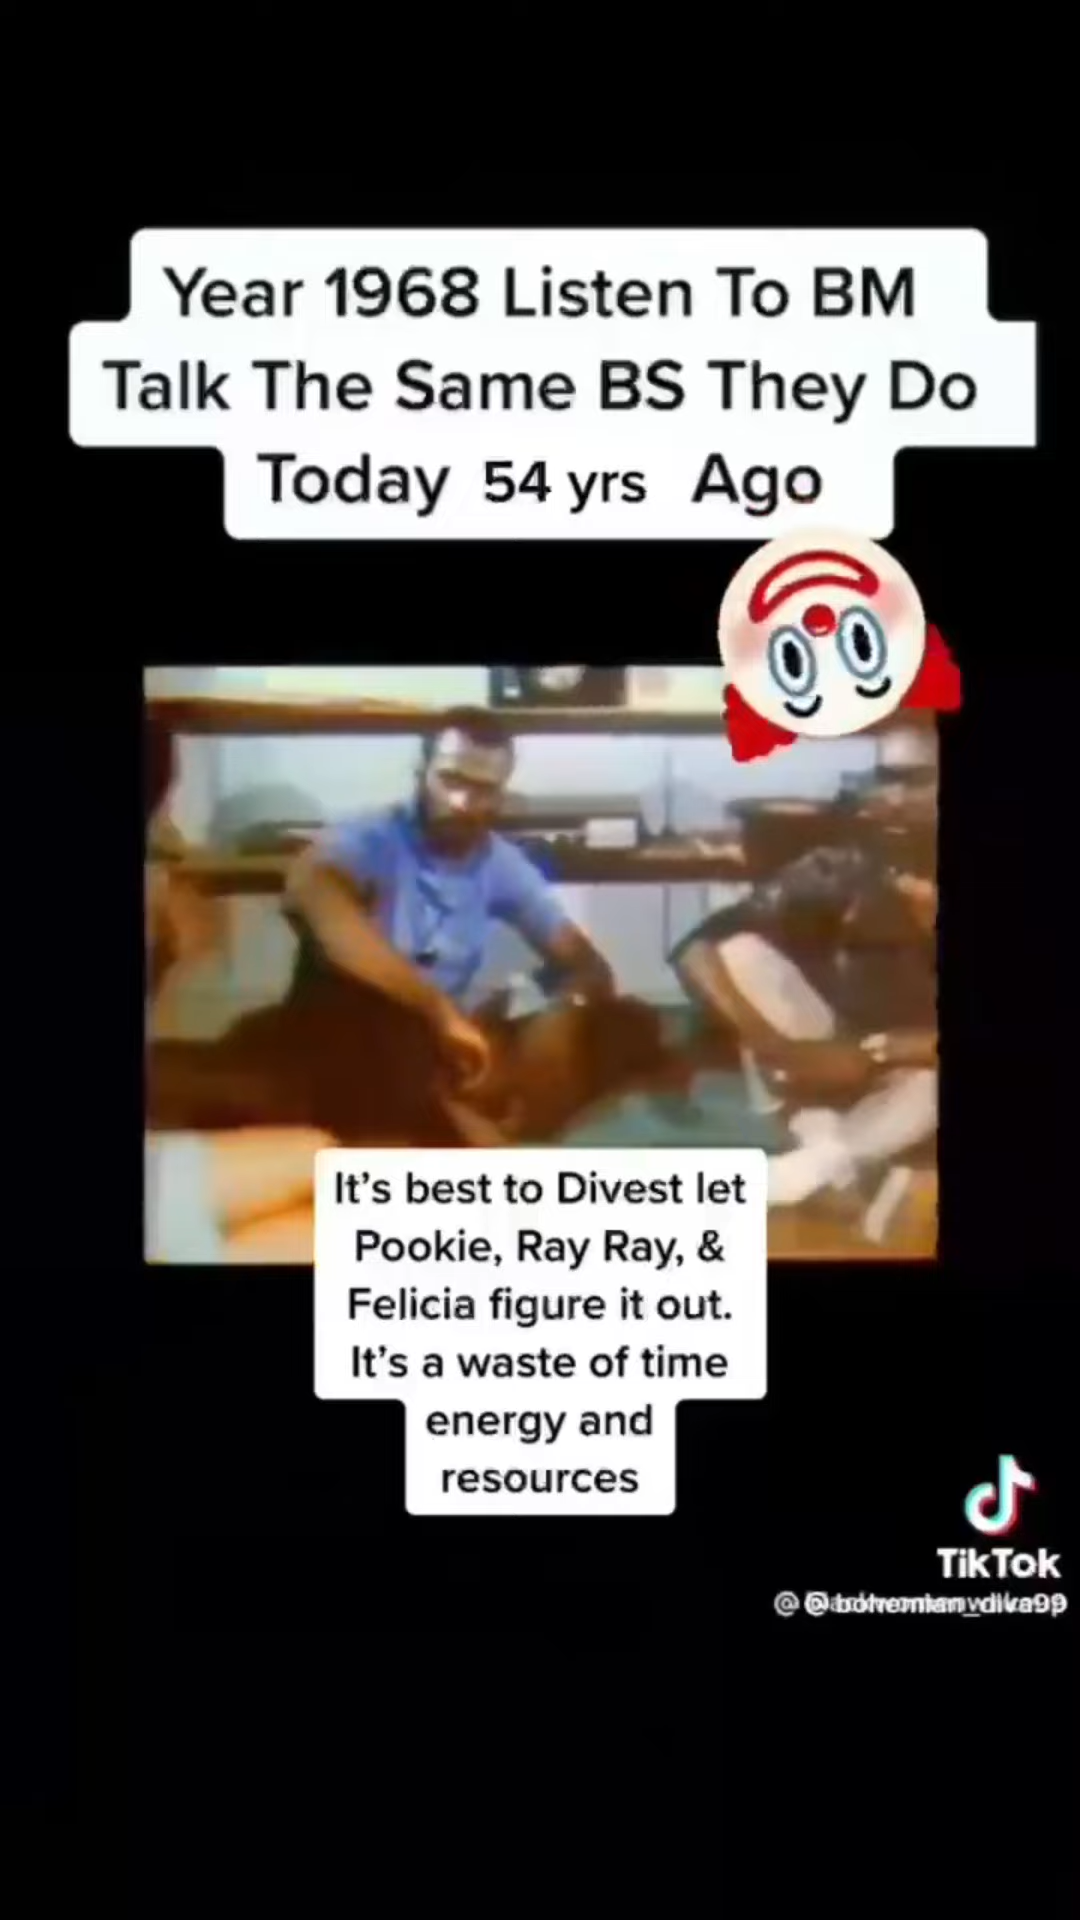 Year 1968 Listen To BM
Talk The Same BS They Do
Today 54 yrs Ago
It's best to Divest let
Pookie, Ray Ray, &
Felicia figure it out.
It's a waste of time
energy and
resources
TikTok